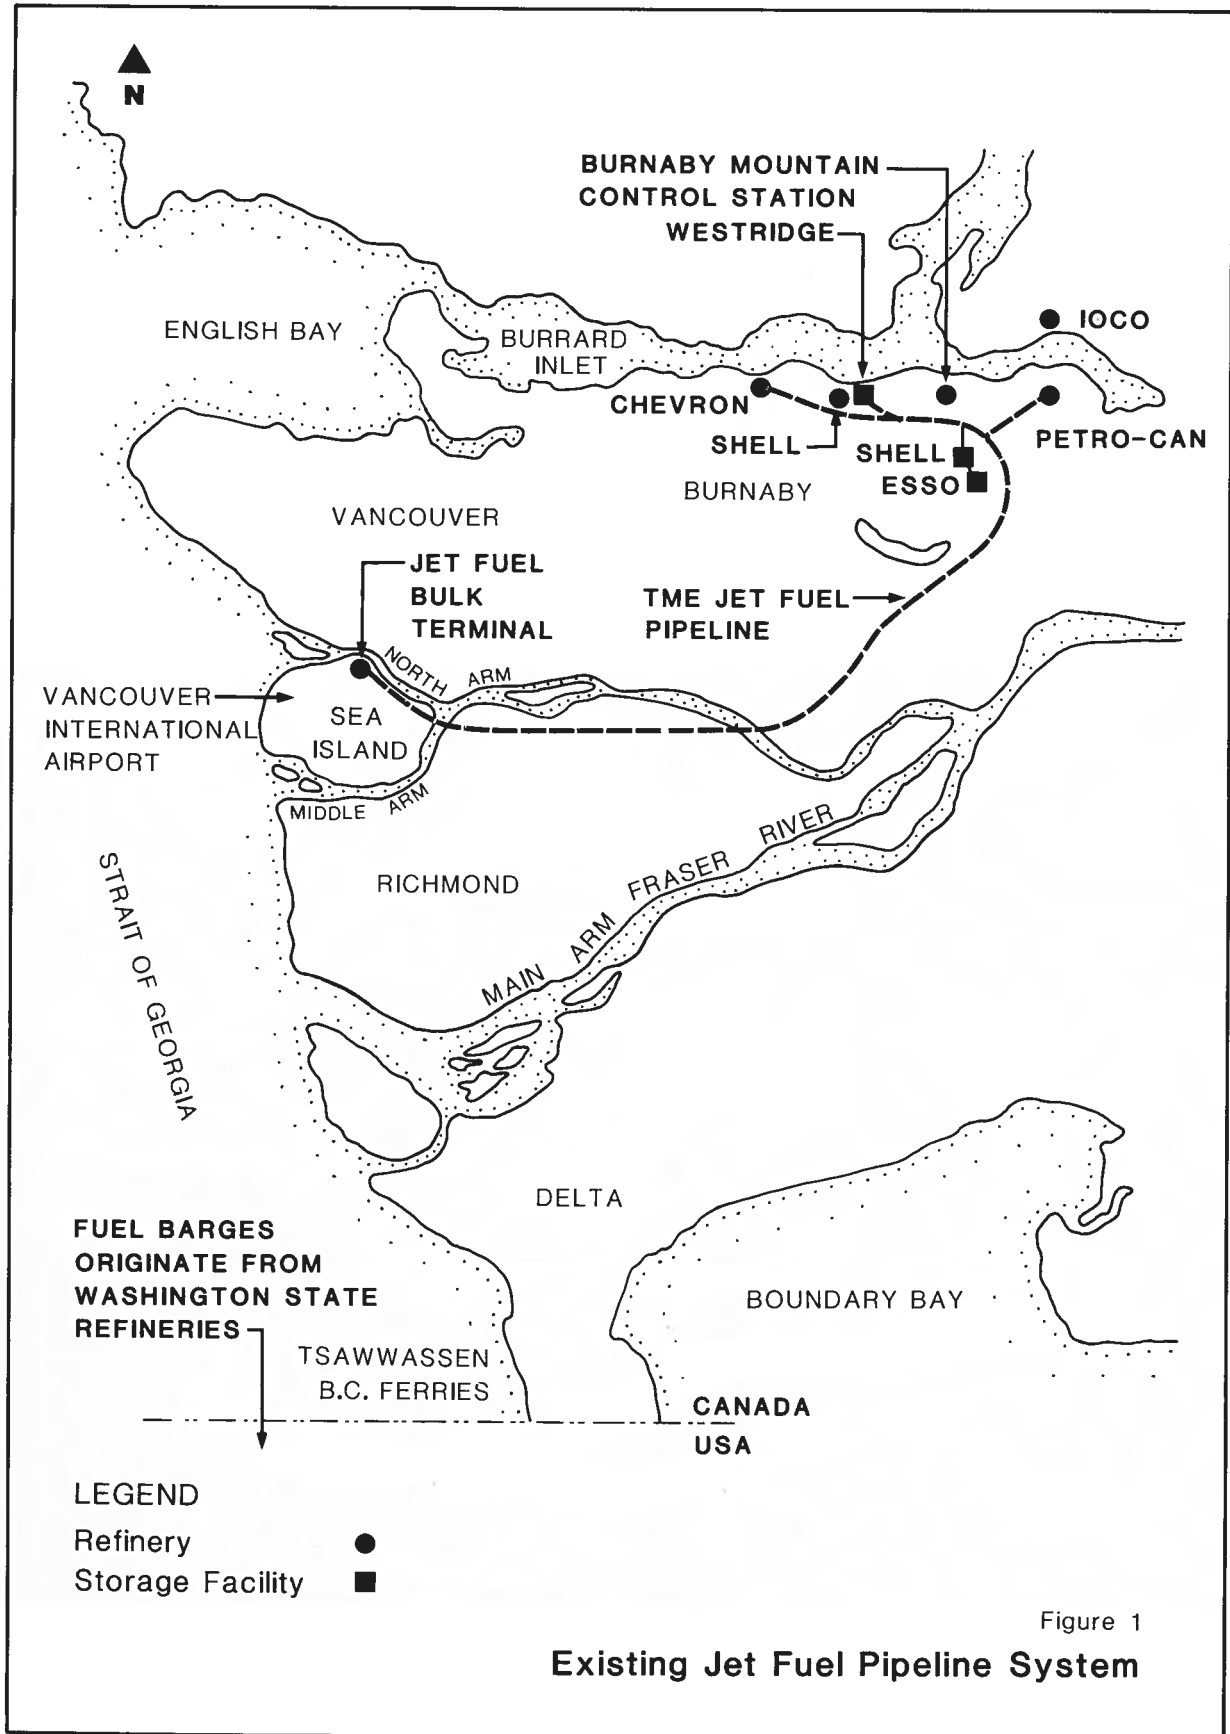 N
BURNABY MOUNTAIN
CONTROL STATION
WESTRIDGE
IOCO
ENGLISH BAY
BURRARD
INLET
CHEVRON
SHELL
PETRO-CAN
SHELL
ESSO
BURNABY
VANCOUVER
JET FUEL
BULK
TERMINAL
TME JET FUEL
PIPELINE
NORTH ARM
VANCOUVER
INTERNATIONAL
AIRPORT
SEA
ISLAND
MIDDLE ARM
STRAIT OF GEORGIA
RICHMOND
MAIN ARM FRASER RIVER
DELTA
FUEL BARGES
ORIGINATE FROM
WASHINGTON STATE
REFINERIES
BOUNDARY BAY
TSAWWASSEN
B.C. FERRIES
CANADA
USA
LEGEND
Refinery
Storage Facility
Figure 1
Existing Jet Fuel Pipeline System